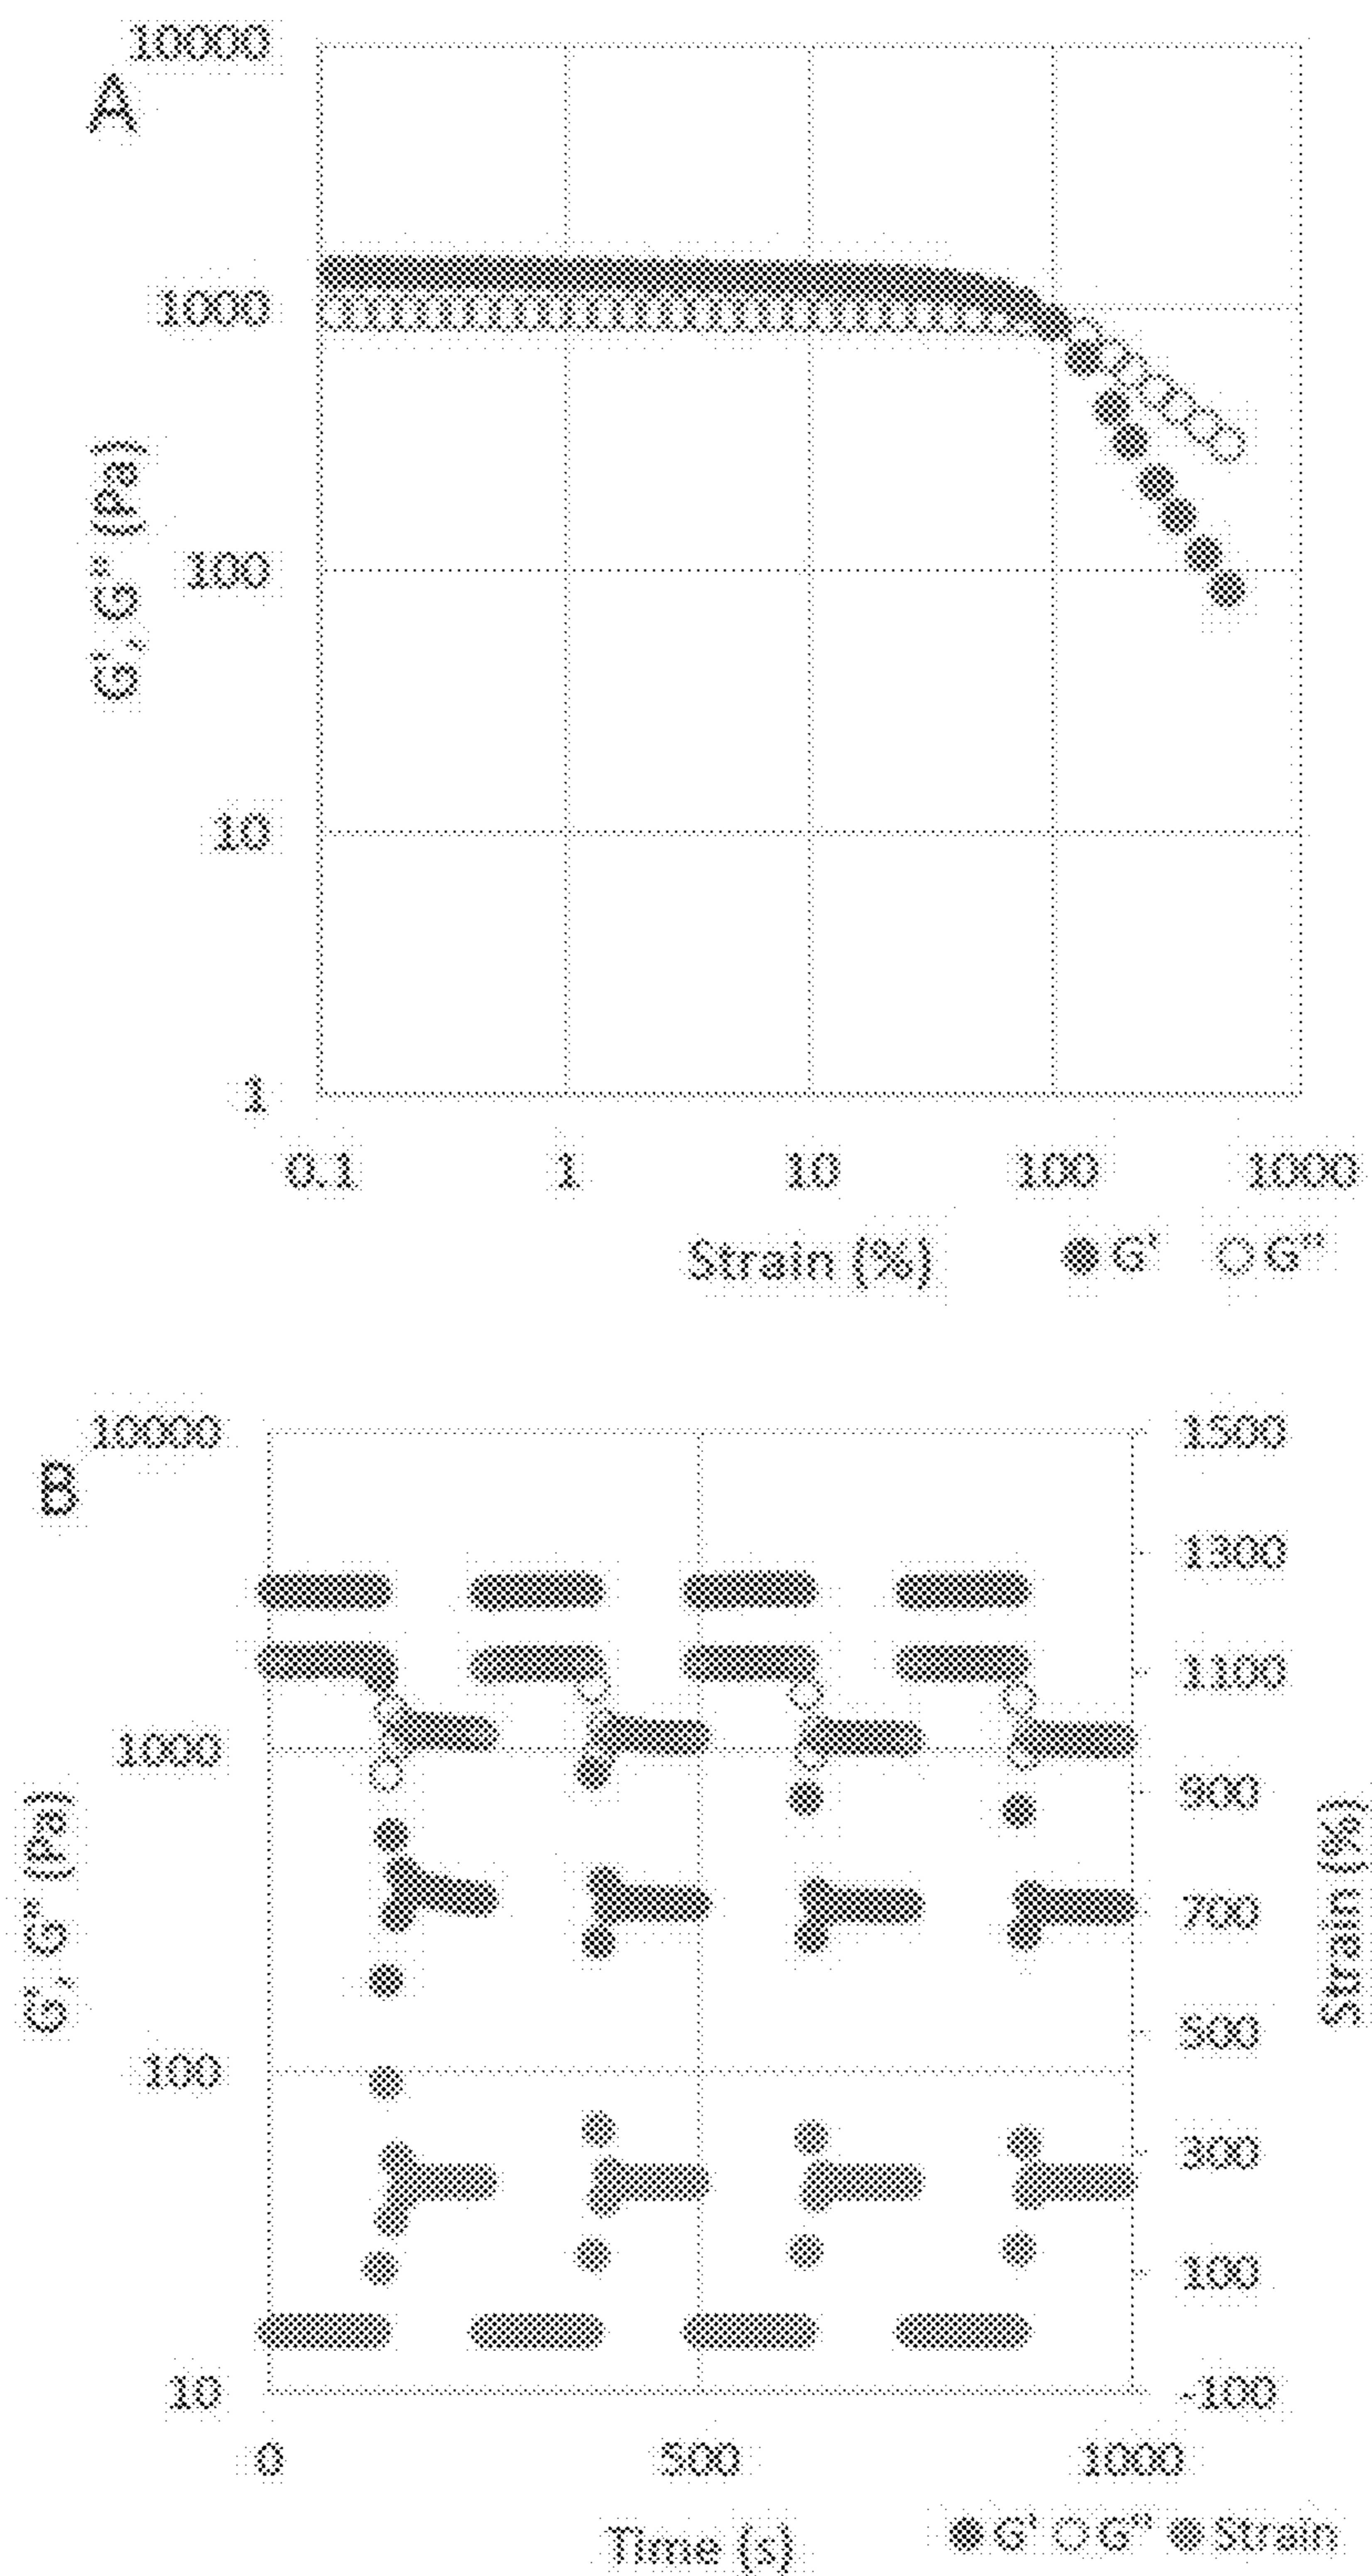 10000
A
1000
G', G" (Pa)
100
10
1
0.1 1 10 100 1000
Strain (%) G' G"
10000 1500
B
1300
1100
1000
900
G', G" (Pa) Strain (%)
700
500
100
300
100
10 -100
0 500 1000
Time (s) G' G" Strain